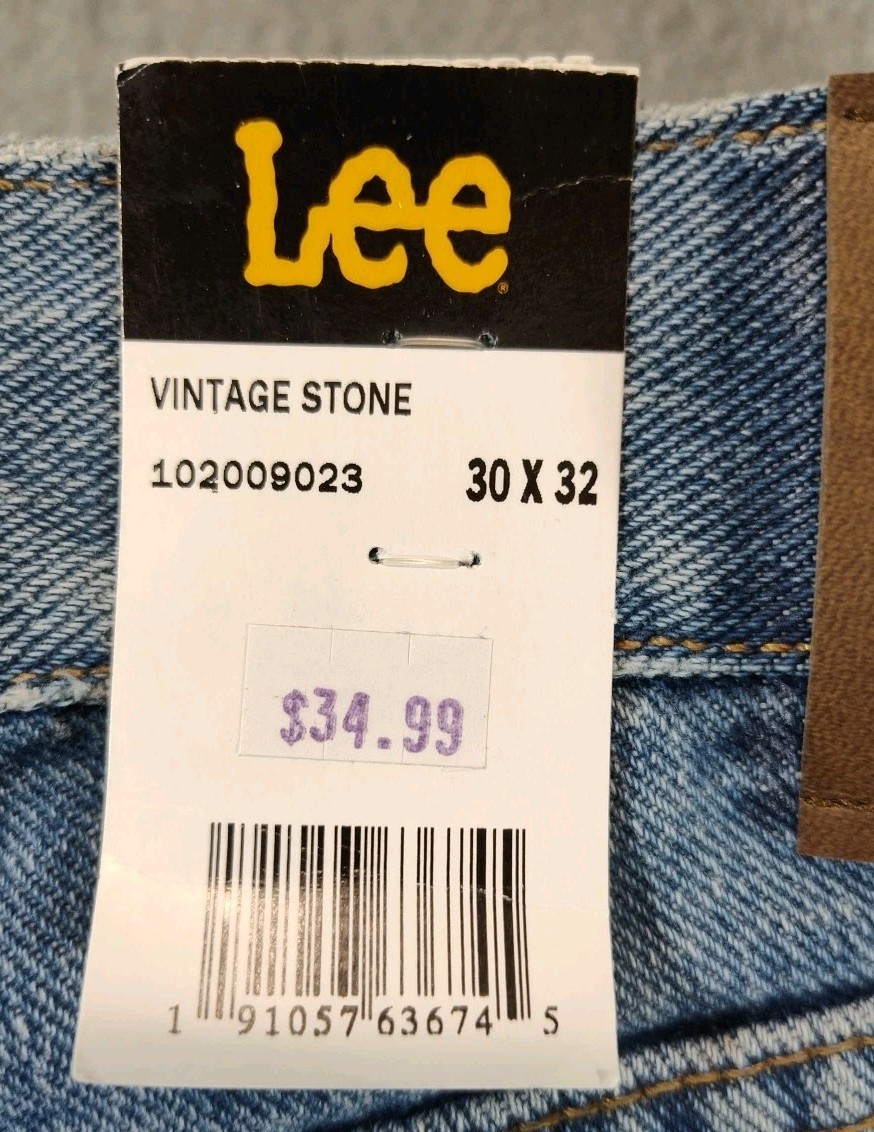 Lee®
VINTAGE STONE
102009023 30 X 32
$34.99
1 91057 63674 5